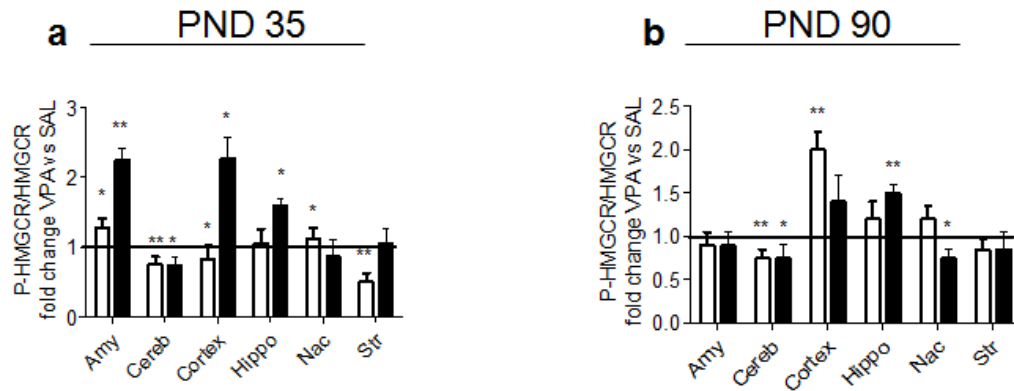 a PND 35
P-HMGCR/HMGCR
fold change VPA vs SAL
3
2
1
0
* ** ** * * * * * **
Amy Cereb Cortex Hippo Nac Str
b PND 90
P-HMGCR/HMGCR
fold change VPA vs SAL
2.5
2.0
1.5
1.0
0.5
0.0
** * ** ** *
Amy Cereb Cortex Hippo Nac Str